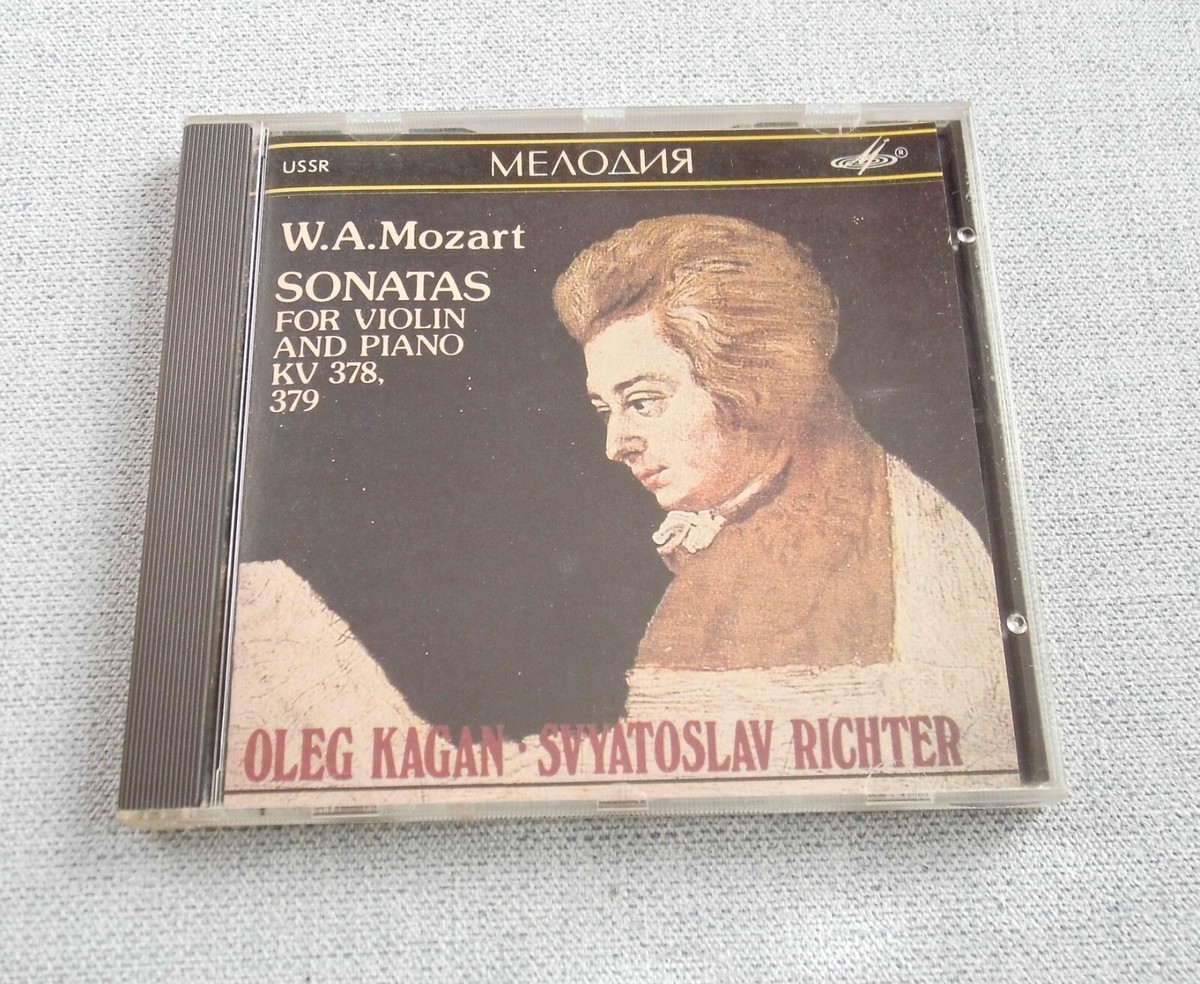 USSR
МЕЛОДИЯ
®
W.A.Mozart
SONATAS
FOR VIOLIN
AND PIANO
KV 378,
379
OLEG KAGAN · SVYATOSLAV RICHTER